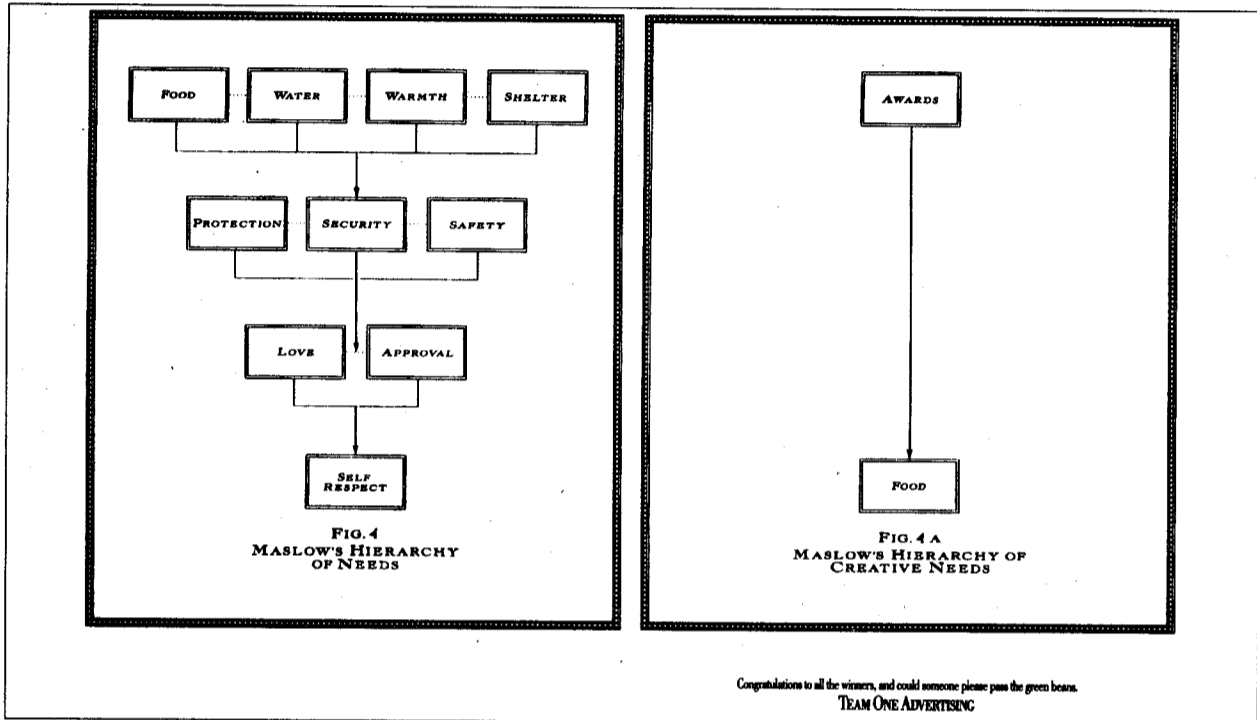 FOOD
WATER
WARMTH
SHELTER
PROTECTION
SECURITY
SAFETY
LOVE
APPROVAL
SELF
RESPECT
FIG. 4
MASLOW'S HIERARCHY
OF NEEDS
AWARDS
FOOD
FIG. 4 A
MASLOW'S HIERARCHY OF
CREATIVE NEEDS
Congratulations to all the winners, and could someone please pass the green beans.
TEAM ONE ADVERTISING